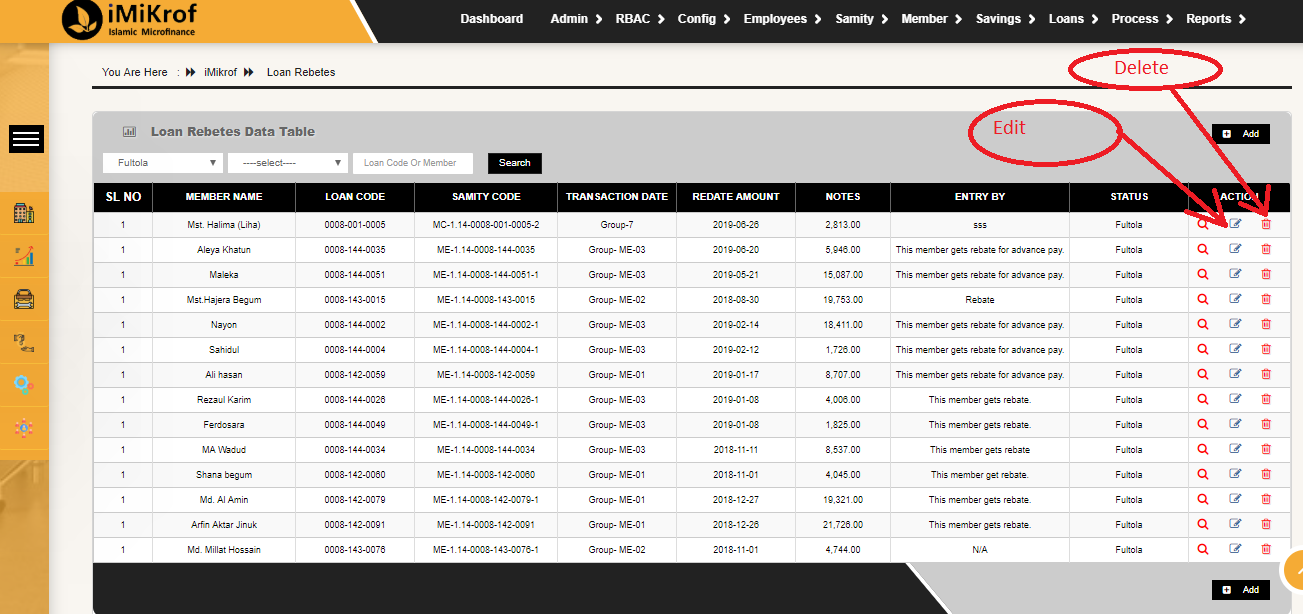 iMiKrof
Islamic Microfinance
Dashboard Admin RBAC Config Employees Samity Member Savings Loans Process Reports
You Are Here : iMikrof Loan Rebetes
Delete
Edit
Loan Rebetes Data Table
Add
Fultola ----select---- Loan Code Or Member Search
SL NO MEMBER NAME LOAN CODE SAMITY CODE TRANSACTION DATE REDATE AMOUNT NOTES ENTRY BY STATUS ACTION
1 Mst. Halima (Liha) 0008-001-0005 MC-1.14-0008-001-0005-2 Group-7 2019-06-26 2,813.00 sss Fultola
1 Aleya Khatun 0008-144-0035 ME-1.14-0008-144-0035 Group- ME-03 2019-06-20 5,946.00 This member gets rebate for advance pay. Fultola
1 Maleka 0008-144-0051 ME-1.14-0008-144-0051-1 Group- ME-03 2019-05-21 15,087.00 This member gets rebate for advance pay. Fultola
1 Mst.Hajera Begum 0008-143-0015 ME-1.14-0008-143-0015 Group- ME-02 2018-08-30 19,753.00 Rebate Fultola
1 Nayon 0008-144-0002 ME-1.14-0008-144-0002-1 Group- ME-03 2019-02-14 18,411.00 This member gets rebate for advance pay. Fultola
1 Sahidul 0008-144-0004 ME-1.14-0008-144-0004-1 Group- ME-03 2019-02-12 1,726.00 This member gets rebate for advance pay. Fultola
1 Ali hasan 0008-142-0059 ME-1.14-0008-142-0059 Group- ME-01 2019-01-17 8,707.00 This member gets rebate for advance pay. Fultola
1 Rezaul Karim 0008-144-0026 ME-1.14-0008-144-0026-1 Group- ME-03 2019-01-08 4,006.00 This member gets rebate. Fultola
1 Ferdosara 0008-144-0049 ME-1.14-0008-144-0049-1 Group- ME-03 2019-01-08 1,825.00 This member gets rebate. Fultola
1 MA Wadud 0008-144-0034 ME-1.14-0008-144-0034 Group- ME-03 2018-11-11 8,537.00 This member gets rebate Fultola
1 Shana begum 0008-142-0060 ME-1.14-0008-142-0060 Group- ME-01 2018-11-01 4,045.00 This member get rebate. Fultola
1 Md. Al Amin 0008-142-0079 ME-1.14-0008-142-0079-1 Group- ME-01 2018-12-27 19,321.00 This member gets rebate. Fultola
1 Arfin Aktar Jinuk 0008-142-0091 ME-1.14-0008-142-0091 Group- ME-01 2018-12-26 21,726.00 This member gets rebate. Fultola
1 Md. Millat Hossain 0008-143-0076 ME-1.14-0008-143-0076-1 Group- ME-02 2018-11-01 4,744.00 N/A Fultola
Add